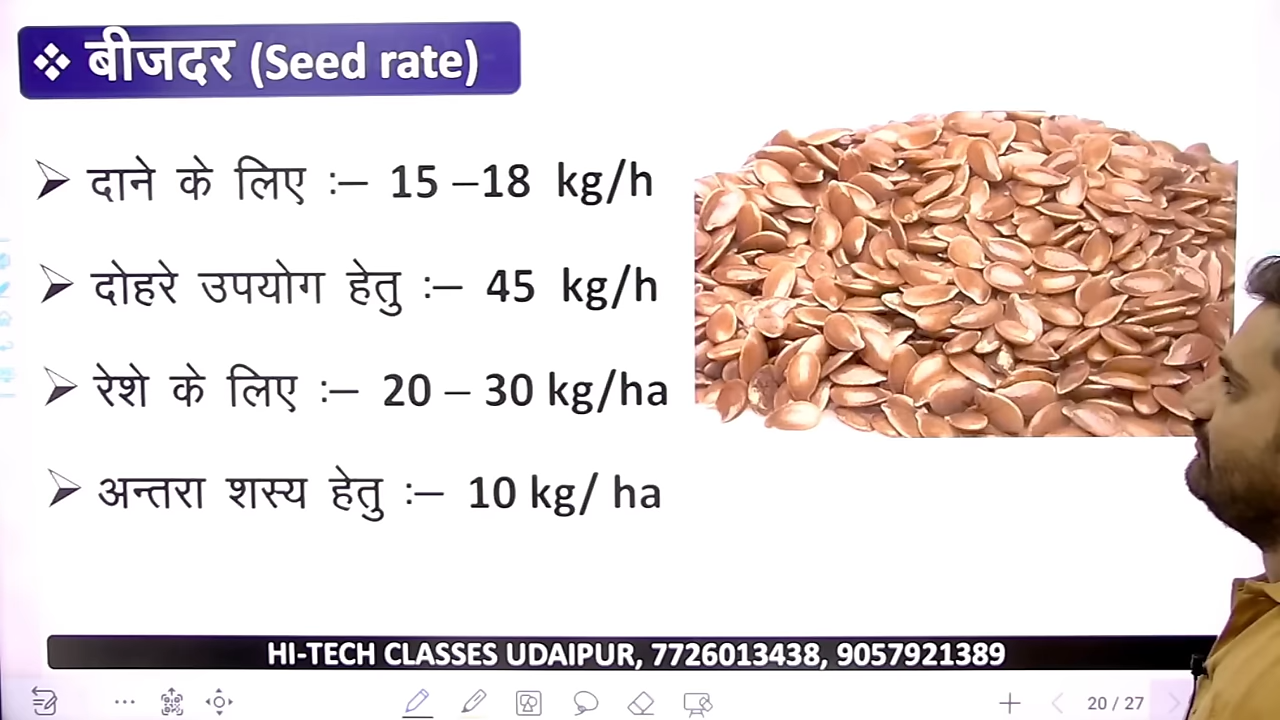 ❖ बीजदर (Seed rate)
➢ दाने के लिए :– 15 –18 kg/h
➢ दोहरे उपयोग हेतु :– 45 kg/h
➢ रेशे के लिए :– 20 – 30 kg/ha
➢ अन्तरा शस्य हेतु :– 10 kg/ ha
HI-TECH CLASSES UDAIPUR, 7726013438, 9057921389
20 / 27